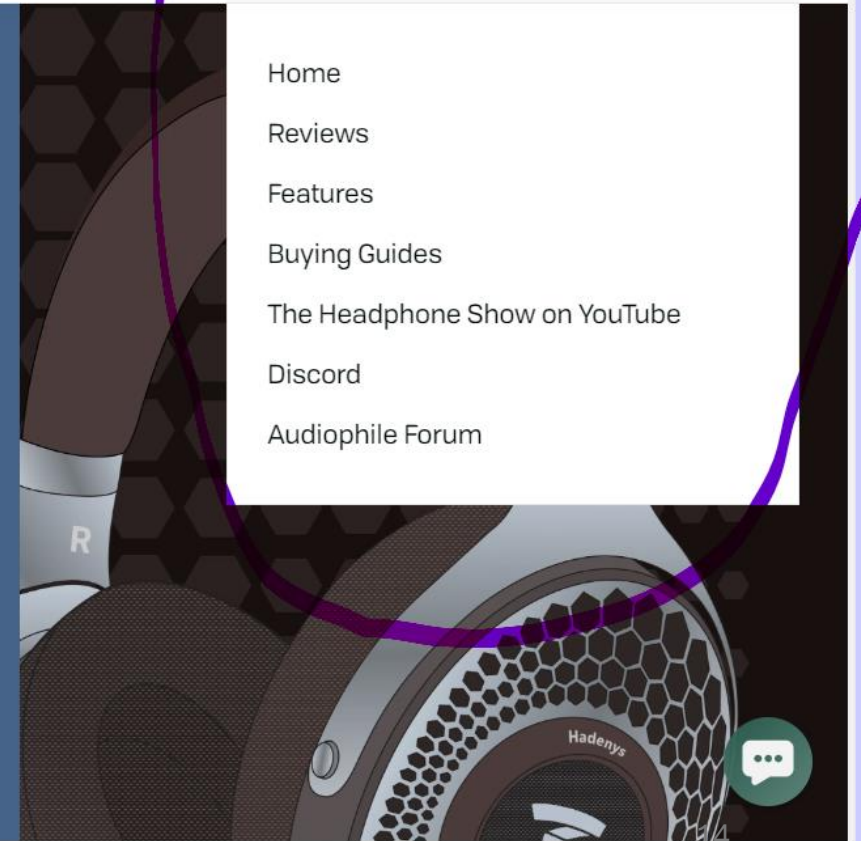 Home
Reviews
Features
Buying Guides
The Headphone Show on YouTube
Discord
Audiophile Forum
R
Hadenys